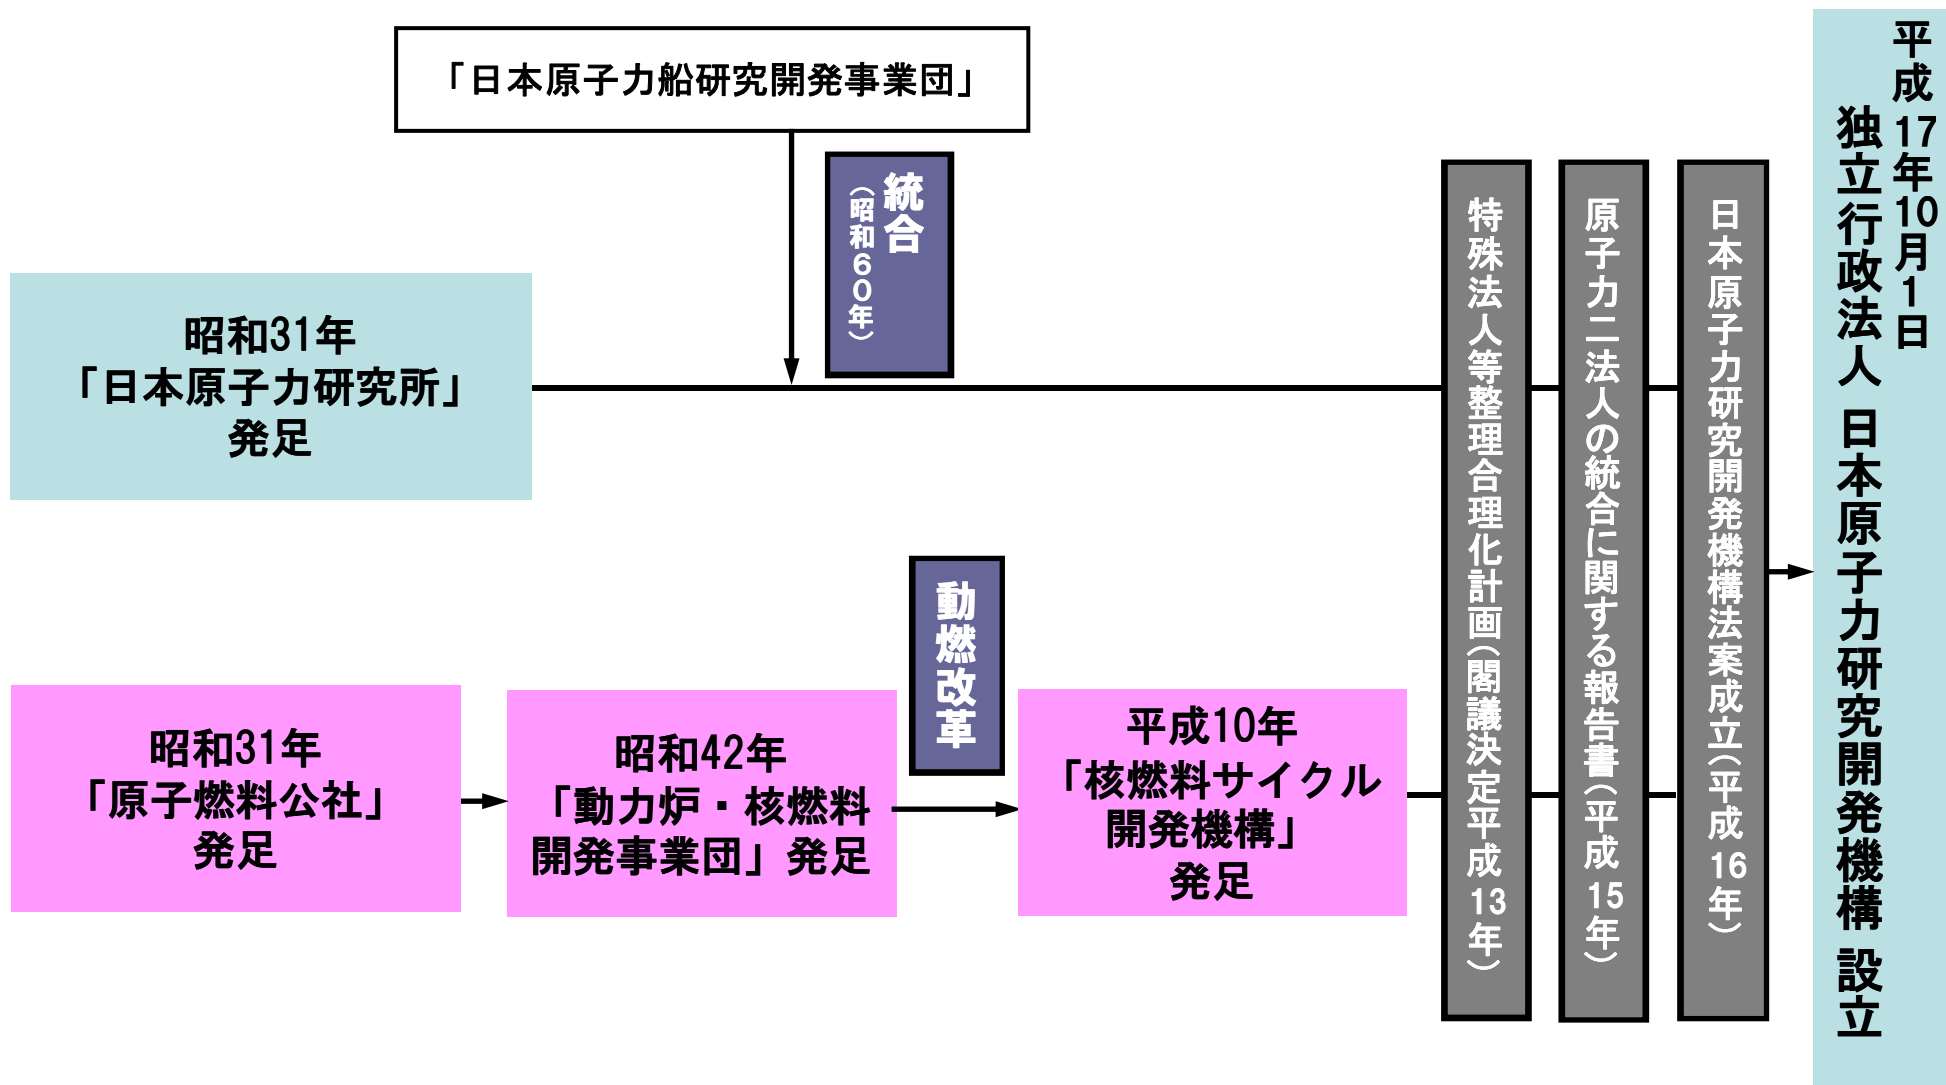 「日本原子力船研究開発事業団」
統合
（昭和６０年）
昭和31年
「日本原子力研究所」
発足
動燃改革
昭和31年
「原子燃料公社」
発足
昭和42年
「動力炉・核燃料
開発事業団」発足
平成10年
「核燃料サイクル
開発機構」
発足
特殊法人等整理合理化計画（閣議決定平成13年）
原子力二法人の統合に関する報告書（平成15年）
日本原子力研究開発機構法案成立（平成16年）
平成17年10月1日
独立行政法人 日本原子力研究開発機構 設立